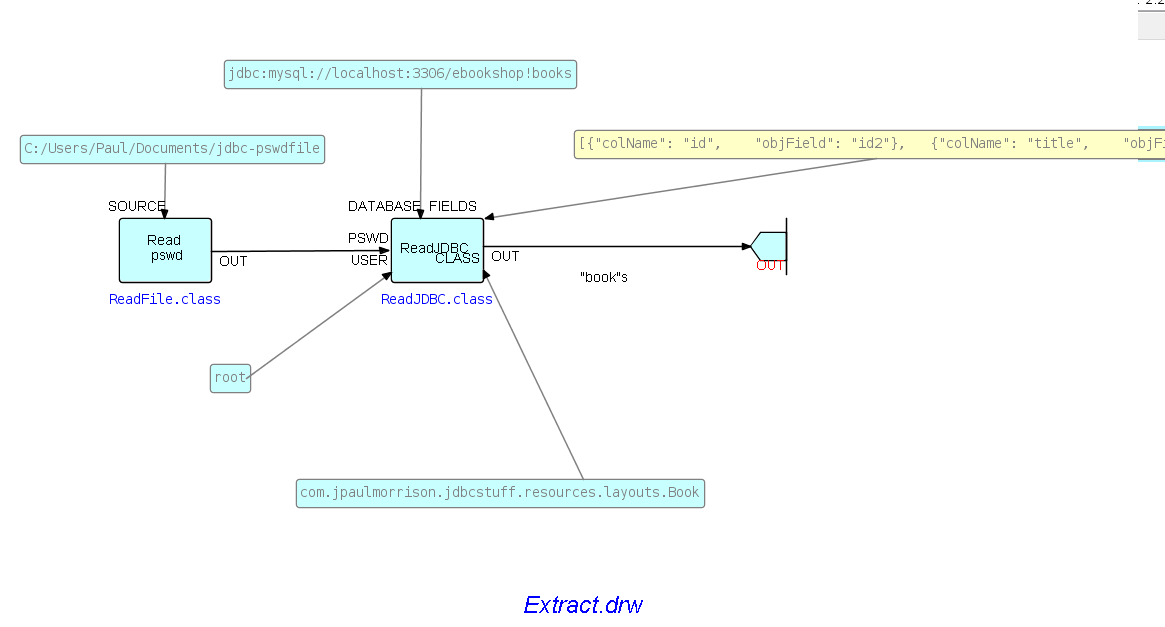 jdbc:mysql://localhost:3306/ebookshop!books
C:/Users/Paul/Documents/jdbc-pswdfile
[{"colName": "id",    "objField": "id2"},   {"colName": "title",    "objFi
SOURCE
DATABASE
FIELDS
Read
pswd
OUT
PSWD
USER
ReadJDBC
CLASS
OUT
OUT
"book"s
ReadFile.class
ReadJDBC.class
root
com.jpaulmorrison.jdbcstuff.resources.layouts.Book
Extract.drw